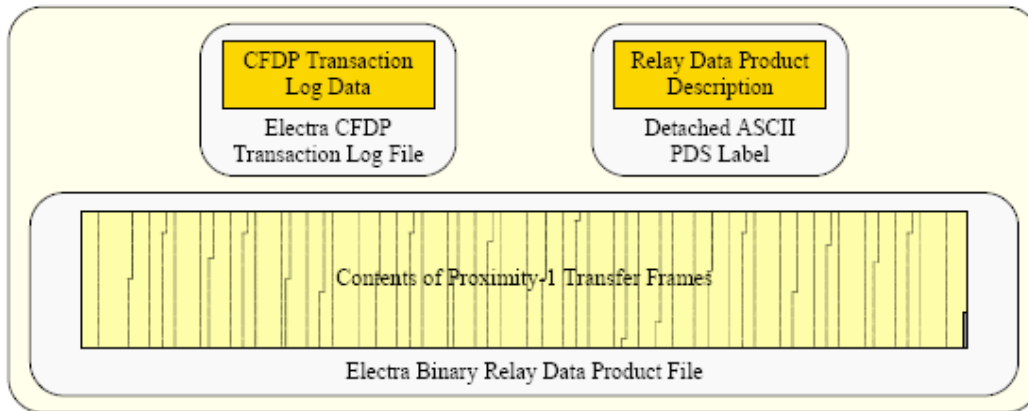 CFDP Transaction
Log Data
Electra CFDP
Transaction Log File
Relay Data Product
Description
Detached ASCII
PDS Label
Contents of Proximity-1 Transfer Frames
Electra Binary Relay Data Product File